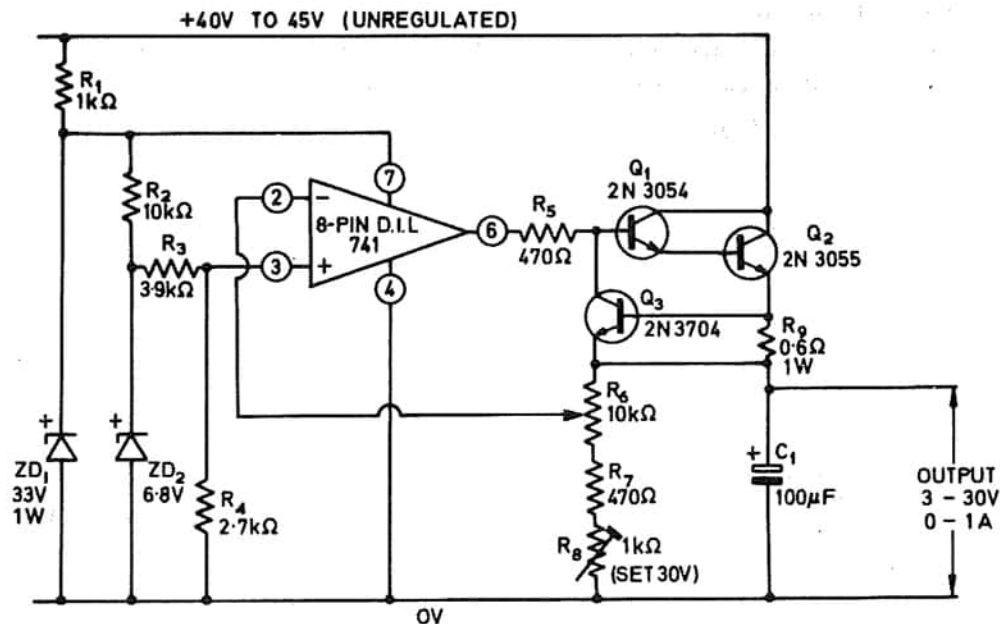 +40V TO 45V (UNREGULATED)
R1
1kΩ
R2
10kΩ
R3
3·9kΩ
2
−
7
8-PIN D.I.L
741
3
+
4
6
R5
470Ω
Q1
2N 3054
Q2
2N 3055
Q3
2N 3704
R9
0·6Ω
1W
R6
10kΩ
R7
470Ω
R8
1kΩ
(SET 30V)
+
C1
100µF
OUTPUT
3 – 30V
0 – 1A
+
ZD1
33V
1W
+
ZD2
6·8V
R4
2·7kΩ
0V